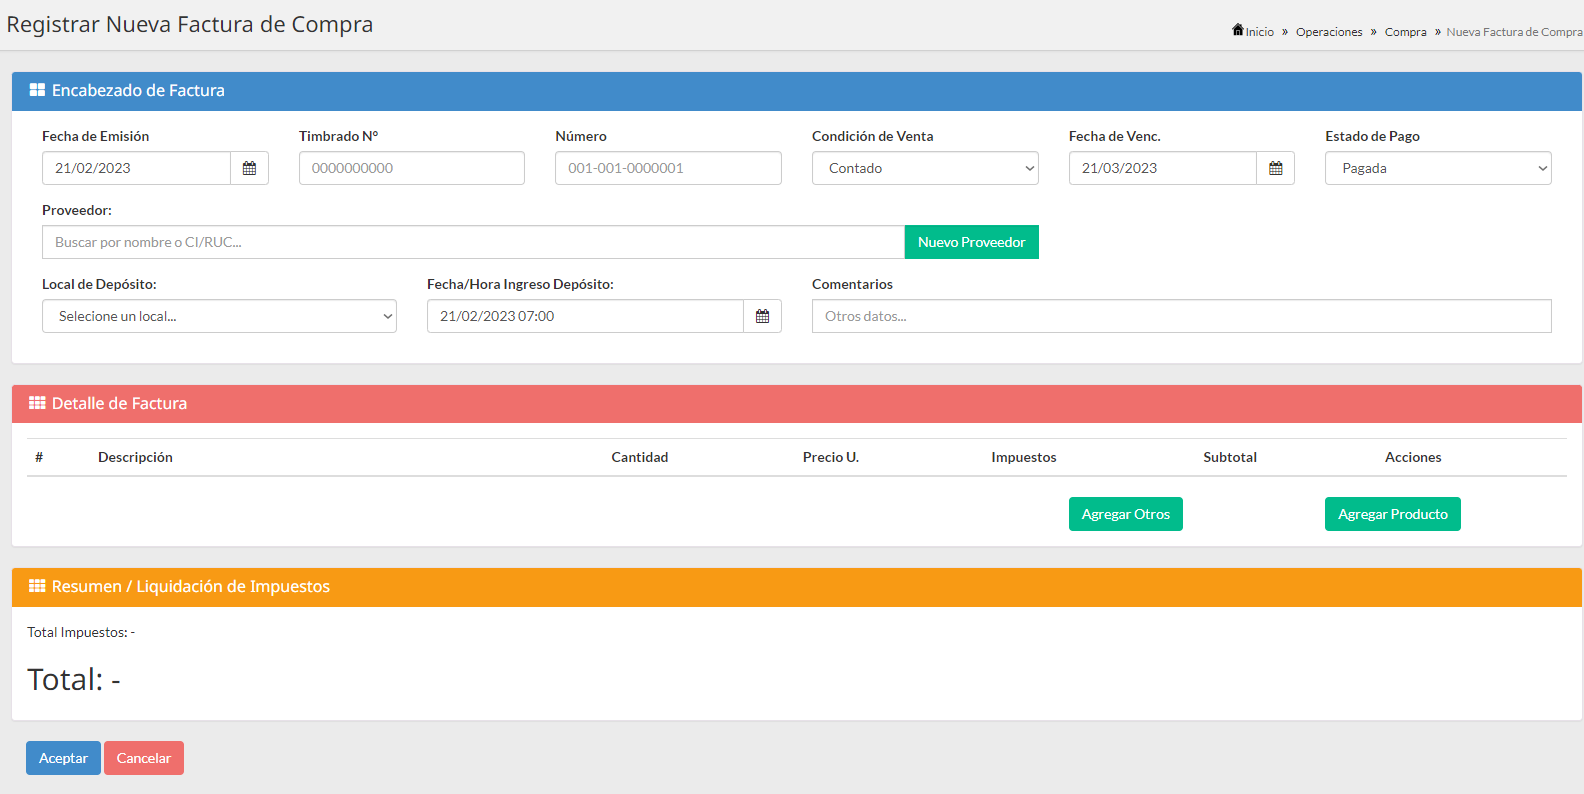 Registrar Nueva Factura de Compra
Inicio » Operaciones » Compra » Nueva Factura de Compra
Encabezado de Factura
Fecha de Emisión Timbrado N° Número Condición de Venta Fecha de Venc. Estado de Pago
21/02/2023 0000000000 001-001-0000001 Contado 21/03/2023 Pagada
Proveedor:
Buscar por nombre o CI/RUC... Nuevo Proveedor
Local de Depósito: Fecha/Hora Ingreso Depósito: Comentarios
Selecione un local... 21/02/2023 07:00 Otros datos...
Detalle de Factura
# Descripción Cantidad Precio U. Impuestos Subtotal Acciones
Agregar Otros Agregar Producto
Resumen / Liquidación de Impuestos
Total Impuestos: -
Total: -
Aceptar Cancelar